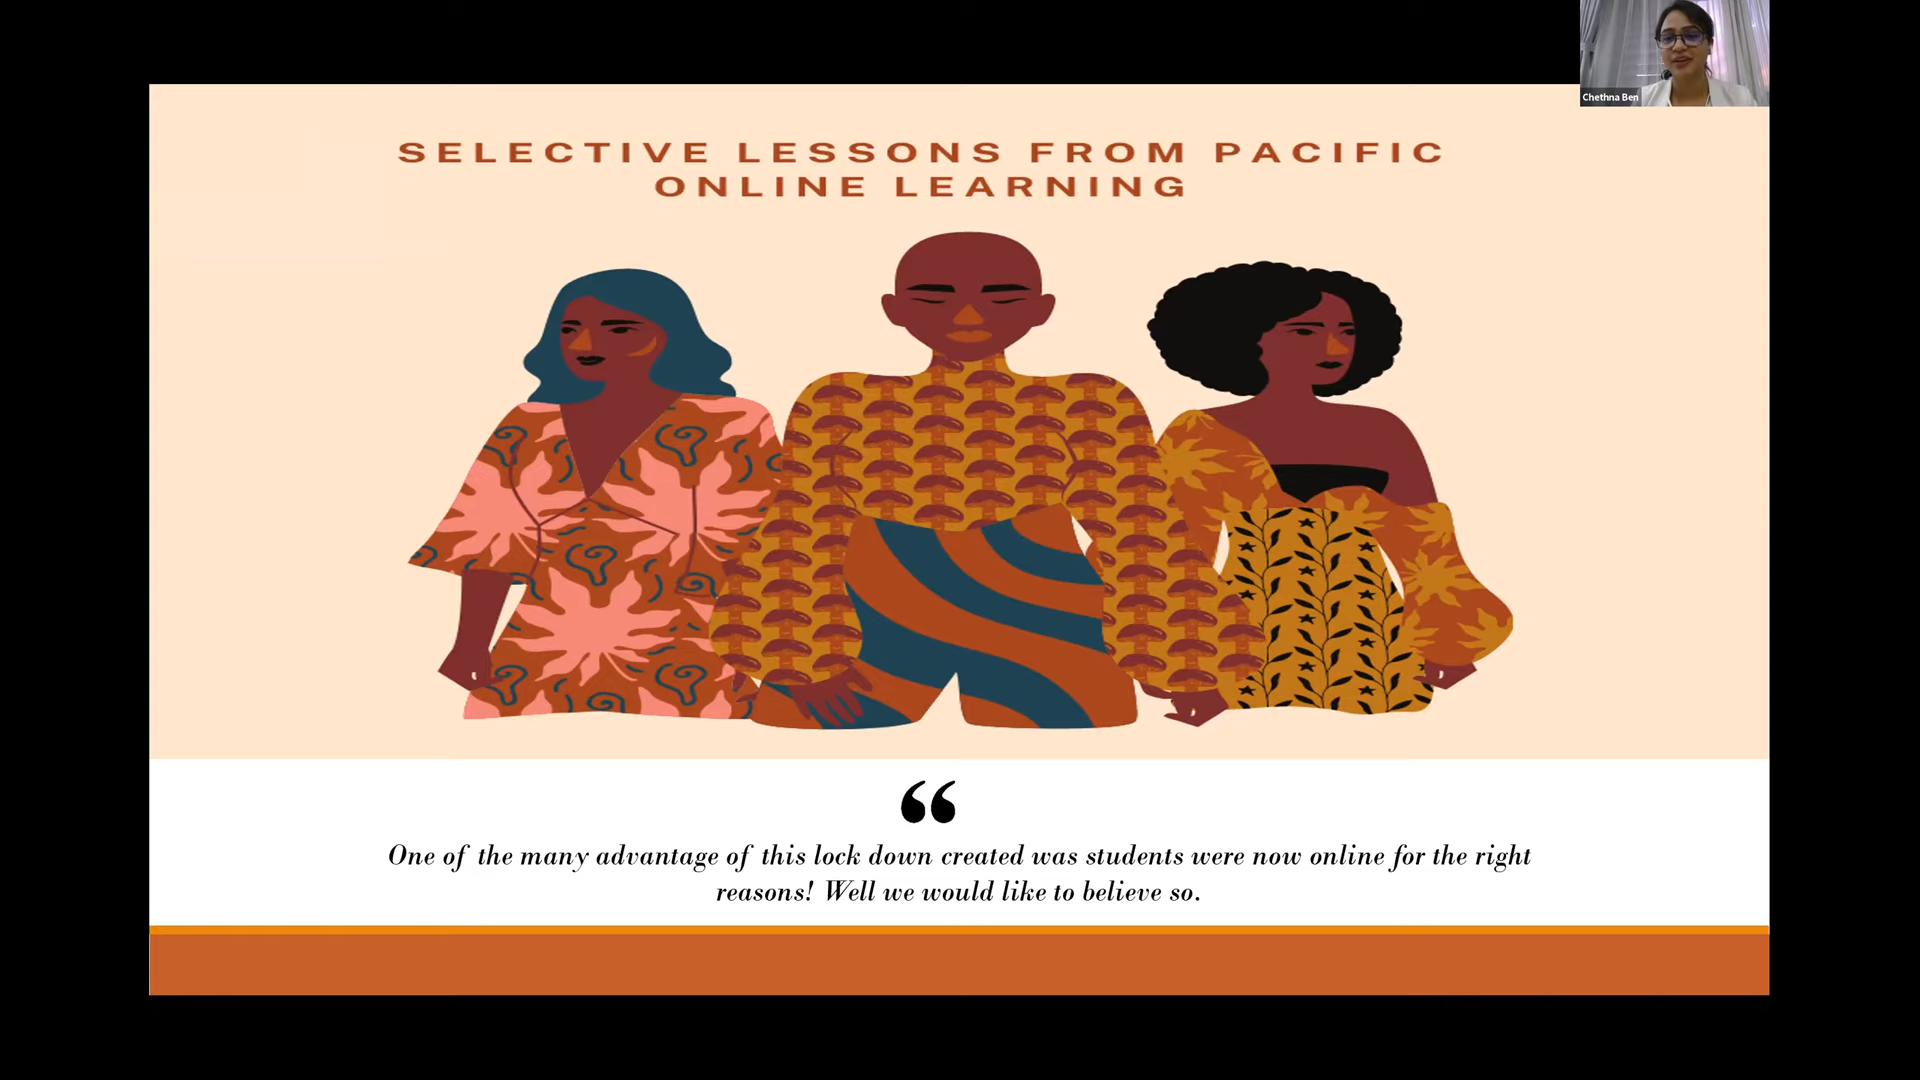 Chethna Ben
SELECTIVE LESSONS FROM PACIFIC
ONLINE LEARNING
“
One of the many advantage of this lock down created was students were now online for the right
reasons! Well we would like to believe so.